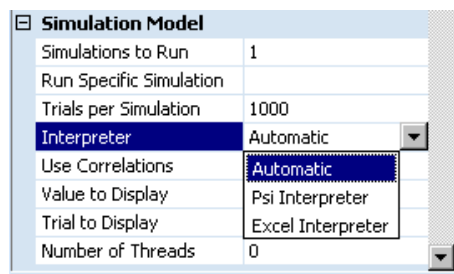 Simulation Model
Simulations to Run 1
Run Specific Simulation
Trials per Simulation 1000
Interpreter Automatic
Use Correlations Automatic
Value to Display Psi Interpreter
Trial to Display Excel Interpreter
Number of Threads 0